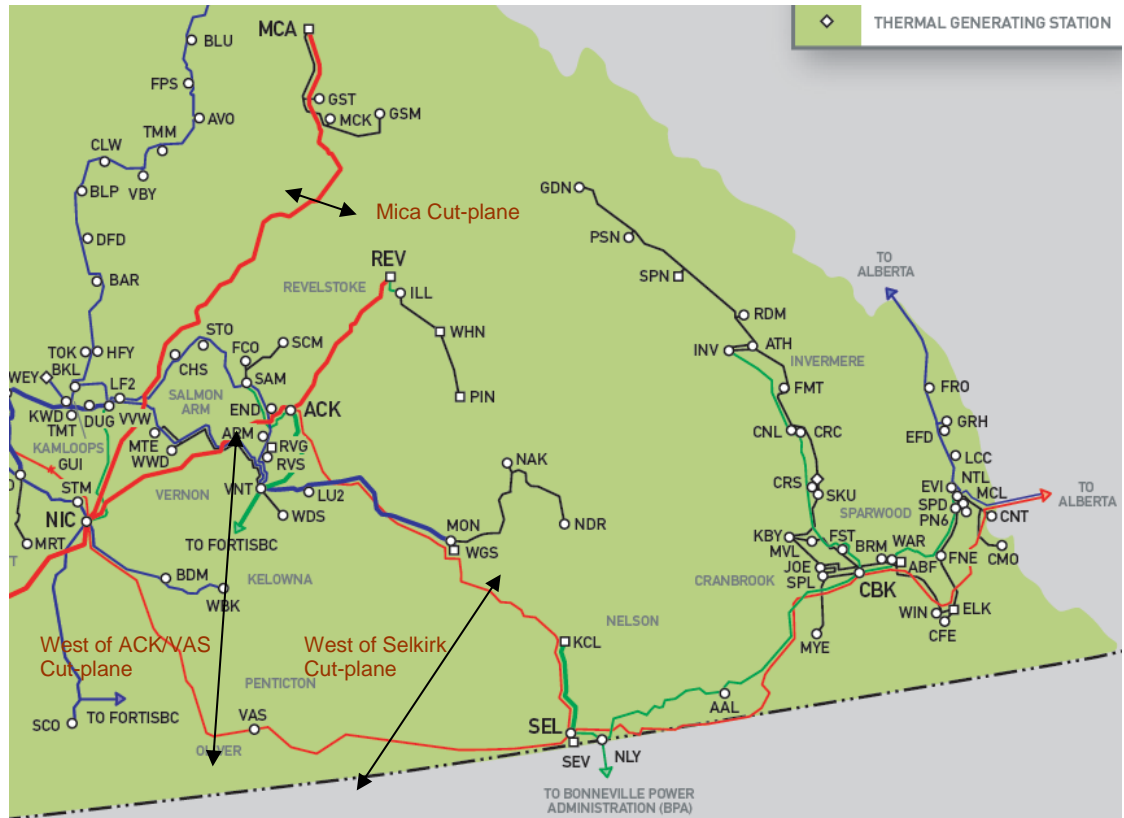 THERMAL GENERATING STATION
MCA
BLU
FPS
GST
MCK
GSM
AVO
TMM
CLW
VBY
BLP
GDN
Mica Cut-plane
DFD
PSN
BAR
REV
SPN
TO
ALBERTA
REVELSTOKE
ILL
RDM
STO
WHN
FCO
SCM
TOK
HFY
ATH
INV
BKL
CHS
INVERMERE
WEY
LF2
SAM
FMT
FRO
SALMON
ARM
PIN
KWD
TMT
DUG
VVW
END
ACK
GRH
EFD
KAMLOOPS
MTE
ARM
CNL
CRC
WWD
RVG
RVS
LCC
GUI
NAK
STM
VERNON
VNT
LU2
CRS
SKU
EVI
NTL
MCL
TO
ALBERTA
SPARWOOD
SPD
PN6
CNT
NIC
WDS
NDR
MRT
TO FORTISBC
MON
WGS
KBY
MVL
FST
BRM
WAR
FNE
CMO
BDM
KELOWNA
WBK
JOE
SPL
ABF
CRANBROOK
CBK
WIN
ELK
CFE
West of ACK/VAS
Cut-plane
West of Selkirk
Cut-plane
NELSON
KCL
MYE
PENTICTON
SCO
TO FORTISBC
VAS
AAL
OLIVER
SEL
SEV
NLY
TO BONNEVILLE POWER
ADMINISTRATION (BPA)